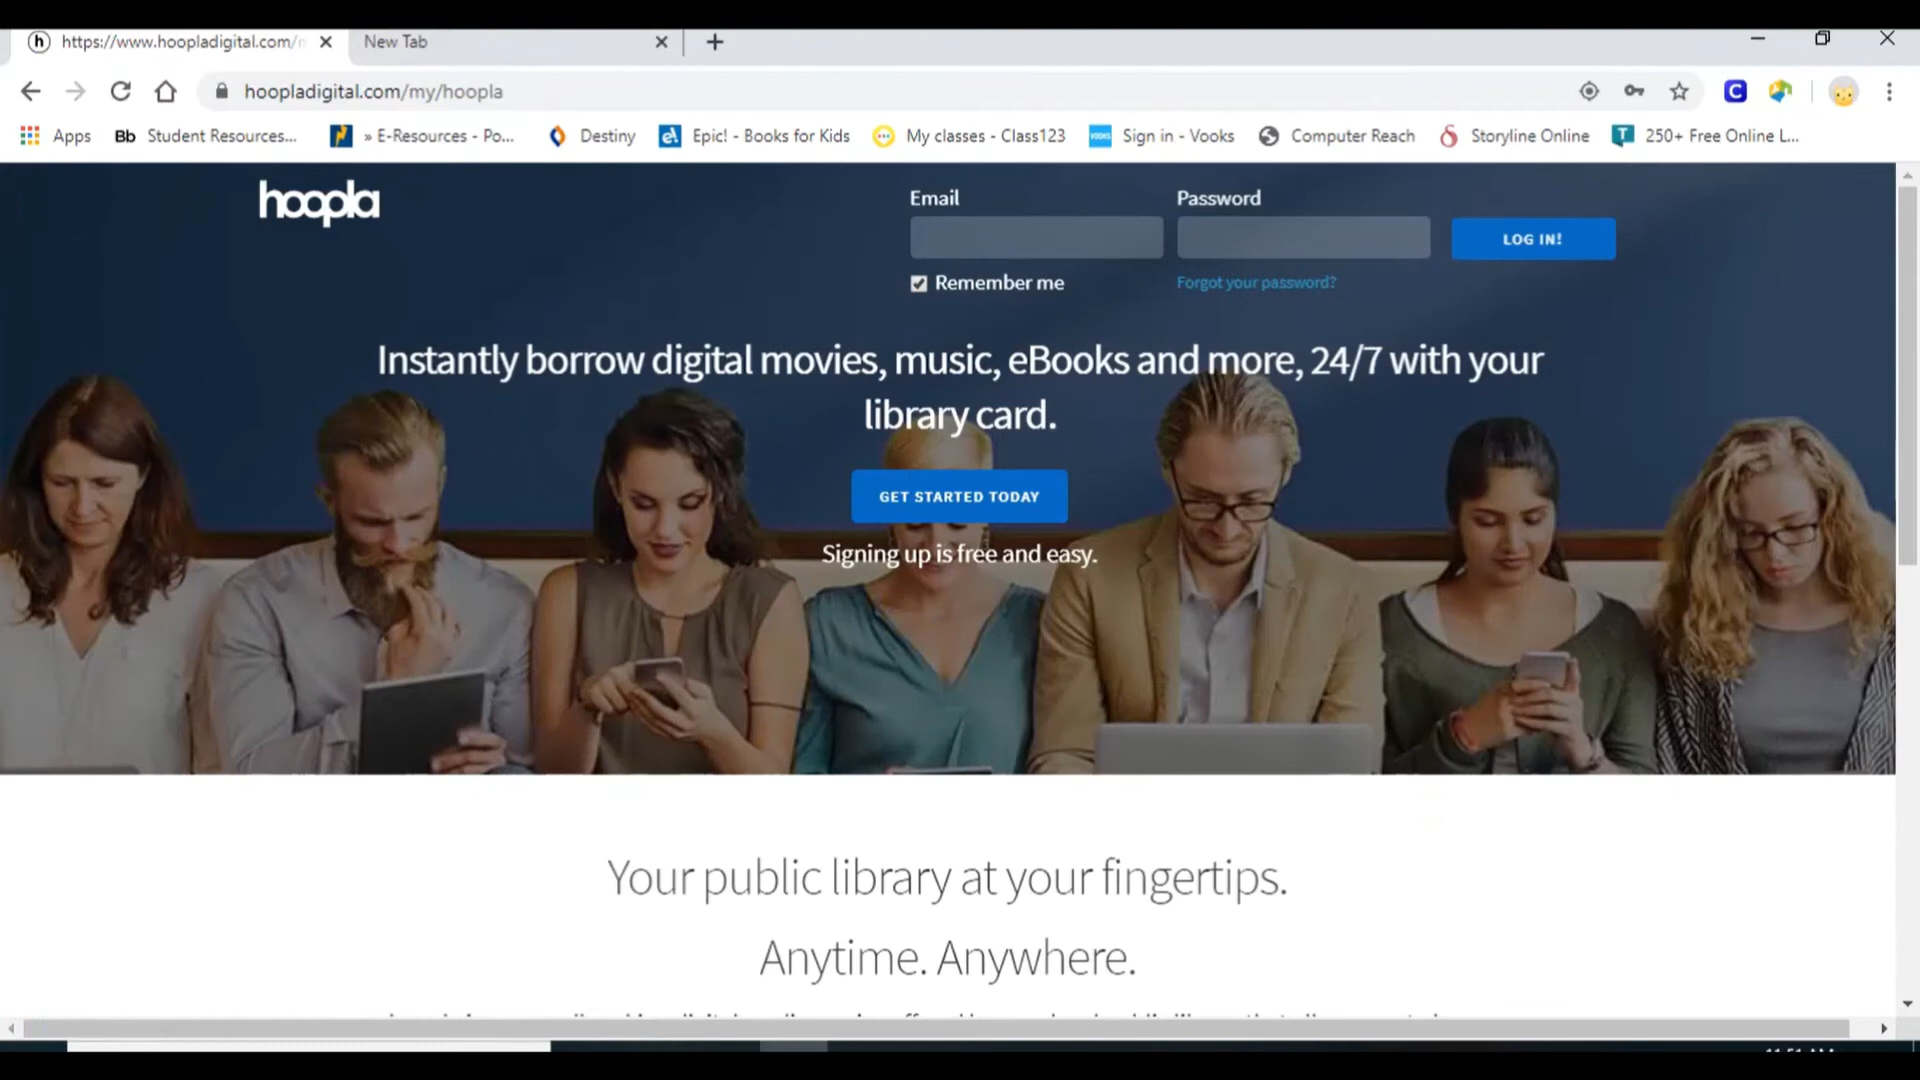 https://www.hoopladigital.com/
New Tab
hoopladigital.com/my/hoopla
Apps
Bb Student Resources...
» E-Resources - Po...
Destiny
e! Epic! - Books for Kids
My classes - Class123
VOOKS Sign in - Vooks
Computer Reach
Storyline Online
T 250+ Free Online L...
hoopla
Email
Password
LOG IN!
Remember me
Forgot your password?
Instantly borrow digital movies, music, eBooks and more, 24/7 with your
library card.
GET STARTED TODAY
Signing up is free and easy.
Your public library at your fingertips.
Anytime. Anywhere.